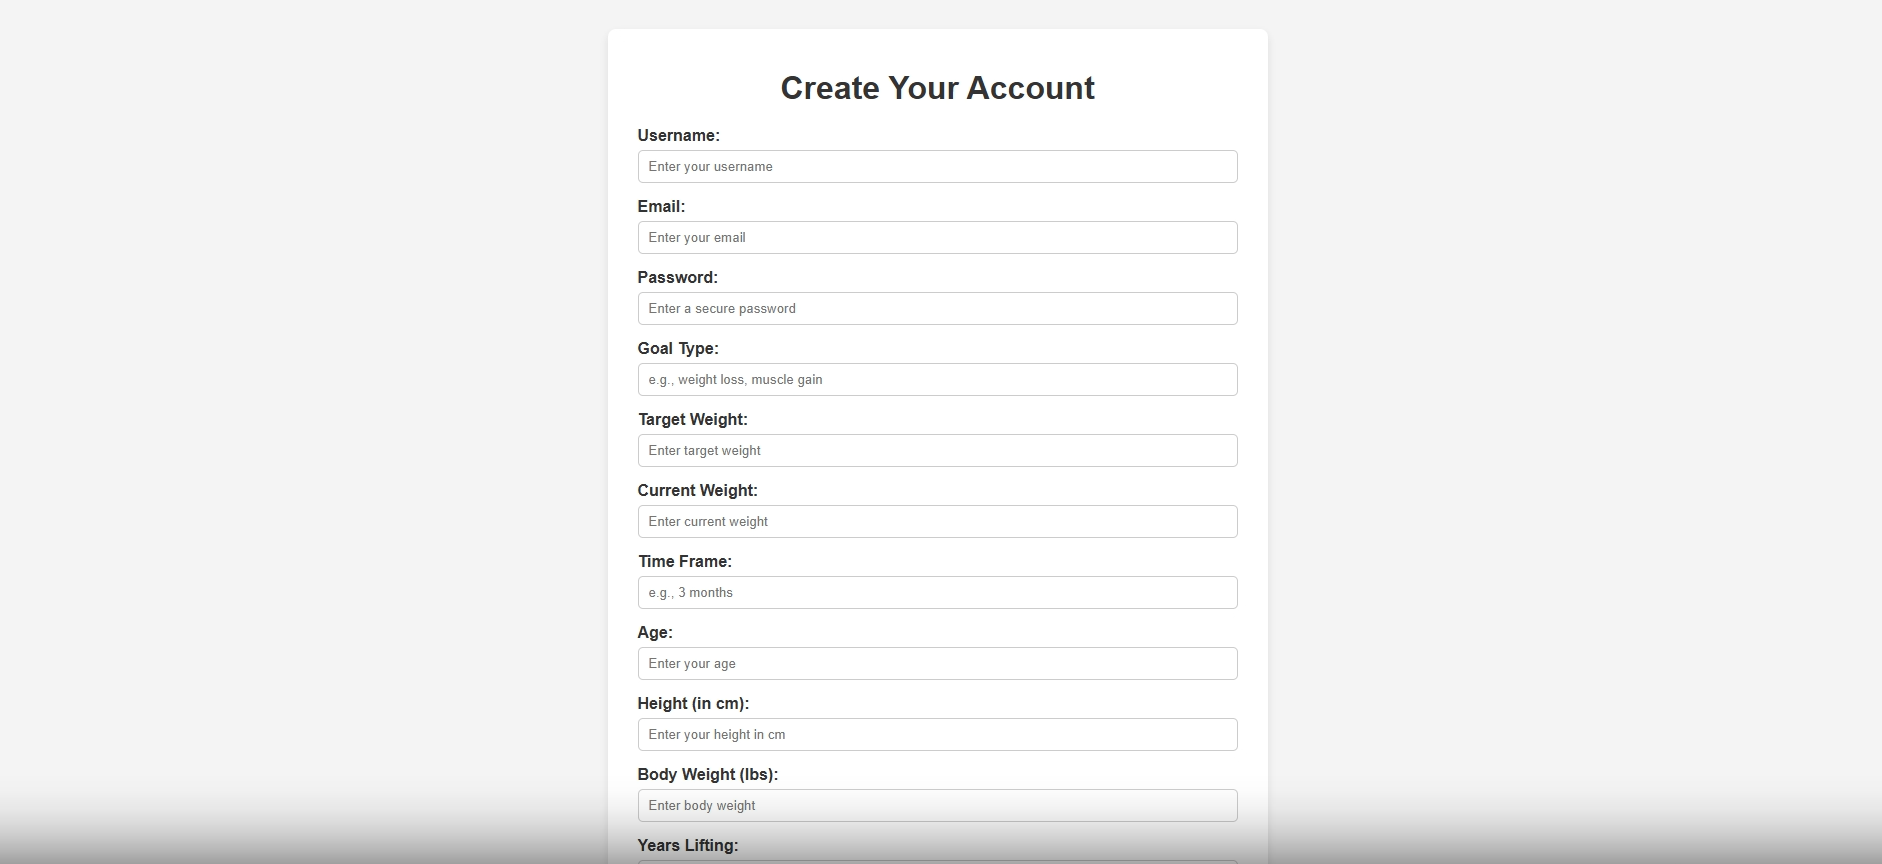 Create Your Account
Username:
Enter your username
Email:
Enter your email
Password:
Enter a secure password
Goal Type:
e.g., weight loss, muscle gain
Target Weight:
Enter target weight
Current Weight:
Enter current weight
Time Frame:
e.g., 3 months
Age:
Enter your age
Height (in cm):
Enter your height in cm
Body Weight (lbs):
Enter body weight
Years Lifting: